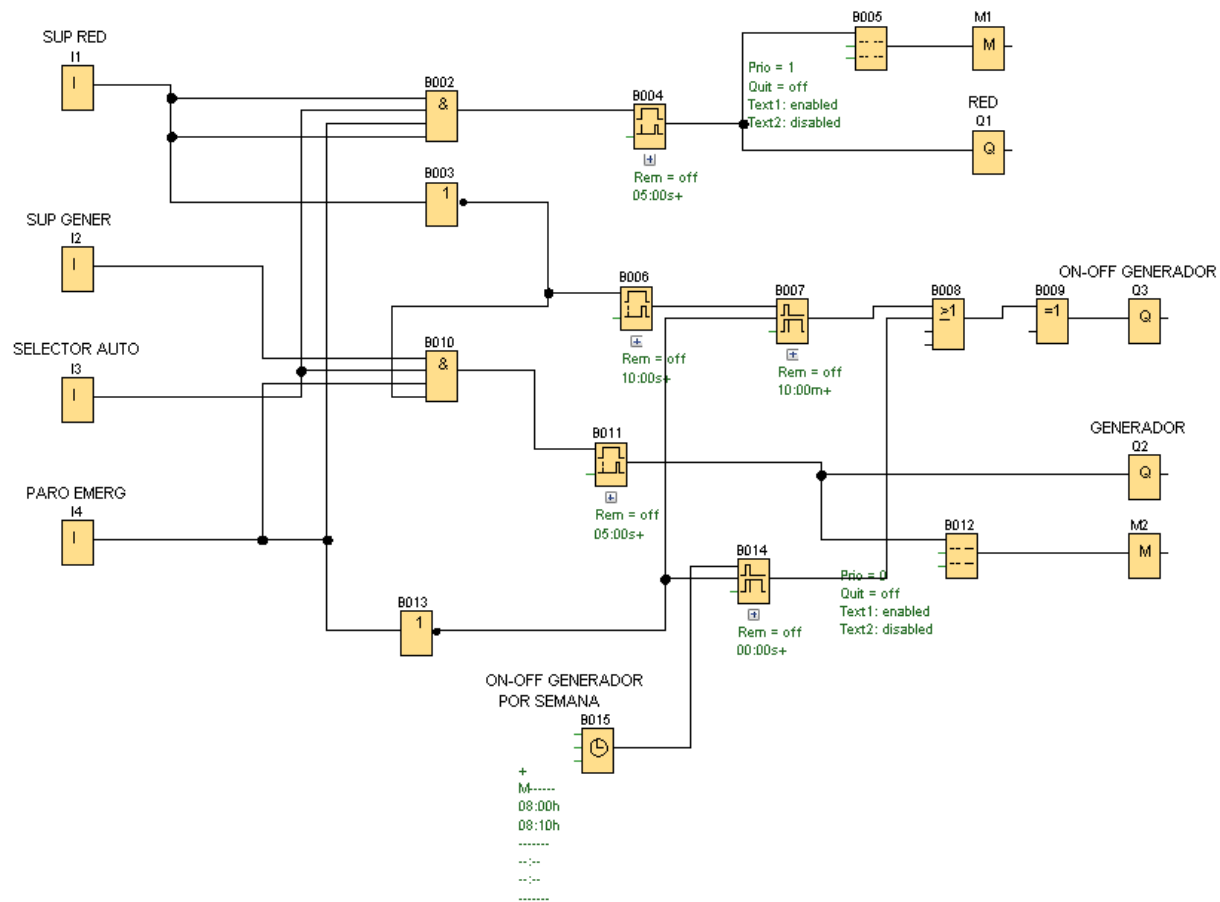 SUP RED
I1
I
B002
&
B003
1
SUP GENER
I2
I
SELECTOR AUTO
I3
I
B010
&
PARO EMERG
I4
I
B013
1
B004
Rem = off
05:00s+
B005
Prio = 1
Quit = off
Text1: enabled
Text2: disabled
M1
M
RED
Q1
Q
B006
Rem = off
10:00s+
B007
Rem = off
10:00m+
B008
>1
B009
=1
ON-OFF GENERADOR
Q3
Q
B011
Rem = off
05:00s+
GENERADOR
Q2
Q
B012
Prio = 0
Quit = off
Text1: enabled
Text2: disabled
M2
M
B014
Rem = off
00:00s+
ON-OFF GENERADOR
POR SEMANA
B015
+
M------
08:00h
08:10h
-------
--:--
--:--
-------